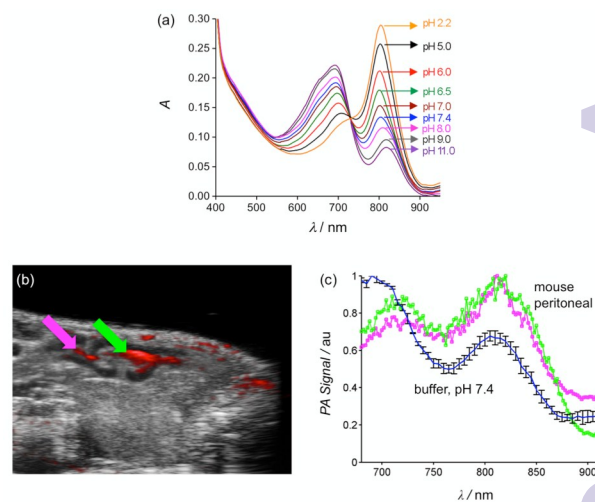 (a)
0.30
0.25
0.20
0.15
0.10
0.05
0.00
A
pH 2.2
pH 5.0
pH 6.0
pH 6.5
pH 7.0
pH 7.4
pH 8.0
pH 9.0
pH 11.0
400 500 600 700 800 900
λ / nm
(b)
(c)
1
0.8
0.6
0.4
0.2
0
PA Signal / au
mouse
peritoneal
buffer, pH 7.4
700 750 800 850 900
λ / nm